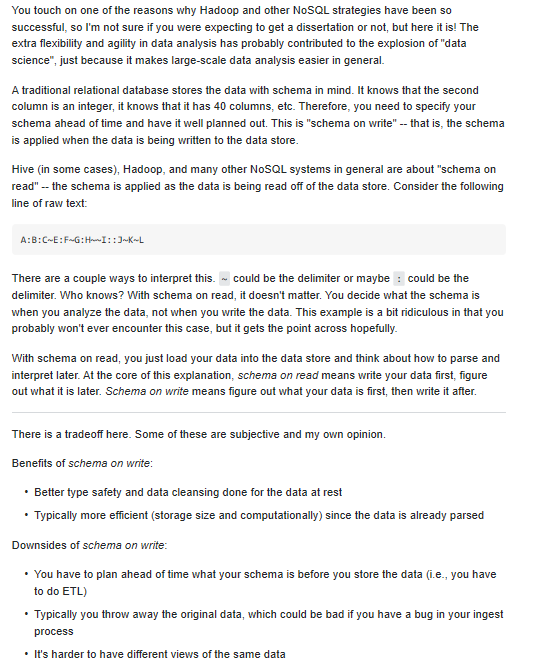 You touch on one of the reasons why Hadoop and other NoSQL strategies have been so
successful, so I'm not sure if you were expecting to get a dissertation or not, but here it is! The
extra flexibility and agility in data analysis has probably contributed to the explosion of "data
science", just because it makes large-scale data analysis easier in general.
A traditional relational database stores the data with schema in mind. It knows that the second
column is an integer, it knows that it has 40 columns, etc. Therefore, you need to specify your
schema ahead of time and have it well planned out. This is "schema on write" -- that is, the schema
is applied when the data is being written to the data store.
Hive (in some cases), Hadoop, and many other NoSQL systems in general are about "schema on
read" -- the schema is applied as the data is being read off of the data store. Consider the following
line of raw text:
A:B:C~E:F~G:H~~I::J~K~L
There are a couple ways to interpret this. ~ could be the delimiter or maybe : could be the
delimiter. Who knows? With schema on read, it doesn't matter. You decide what the schema is
when you analyze the data, not when you write the data. This example is a bit ridiculous in that you
probably won't ever encounter this case, but it gets the point across hopefully.
With schema on read, you just load your data into the data store and think about how to parse and
interpret later. At the core of this explanation, schema on read means write your data first, figure
out what it is later. Schema on write means figure out what your data is first, then write it after.
There is a tradeoff here. Some of these are subjective and my own opinion.
Benefits of schema on write:
• Better type safety and data cleansing done for the data at rest
• Typically more efficient (storage size and computationally) since the data is already parsed
Downsides of schema on write:
• You have to plan ahead of time what your schema is before you store the data (i.e., you have
to do ETL)
• Typically you throw away the original data, which could be bad if you have a bug in your ingest
process
• It's harder to have different views of the same data